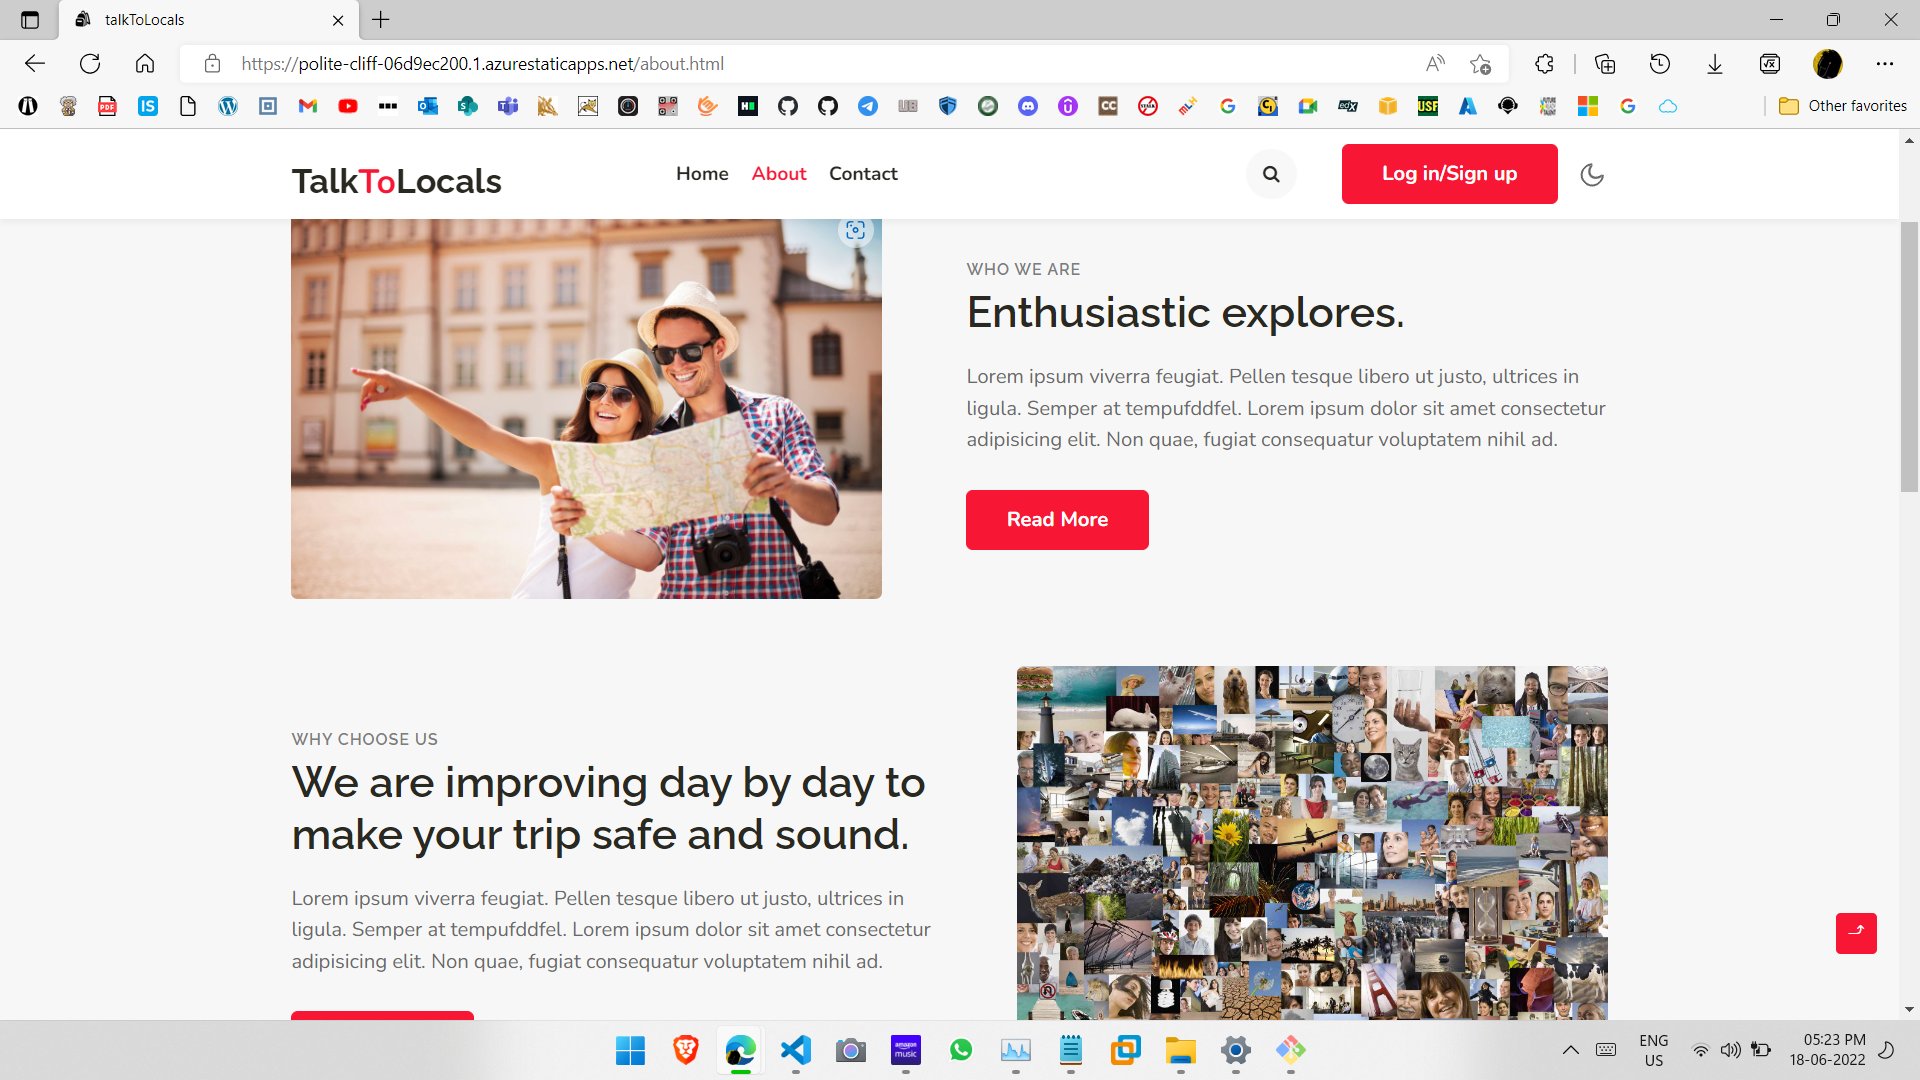 talkToLocals
https://polite-cliff-06d9ec200.1.azurestaticapps.net/about.html
Other favorites
TalkToLocals
Home
About
Contact
Log in/Sign up
WHO WE ARE
Enthusiastic explores.
Lorem ipsum viverra feugiat. Pellen tesque libero ut justo, ultrices in
ligula. Semper at tempufddfel. Lorem ipsum dolor sit amet consectetur
adipisicing elit. Non quae, fugiat consequatur voluptatem nihil ad.
Read More
WHY CHOOSE US
We are improving day by day to
make your trip safe and sound.
Lorem ipsum viverra feugiat. Pellen tesque libero ut justo, ultrices in
ligula. Semper at tempufddfel. Lorem ipsum dolor sit amet consectetur
adipisicing elit. Non quae, fugiat consequatur voluptatem nihil ad.
amazon
music
ENG
US
05:23 PM
18-06-2022